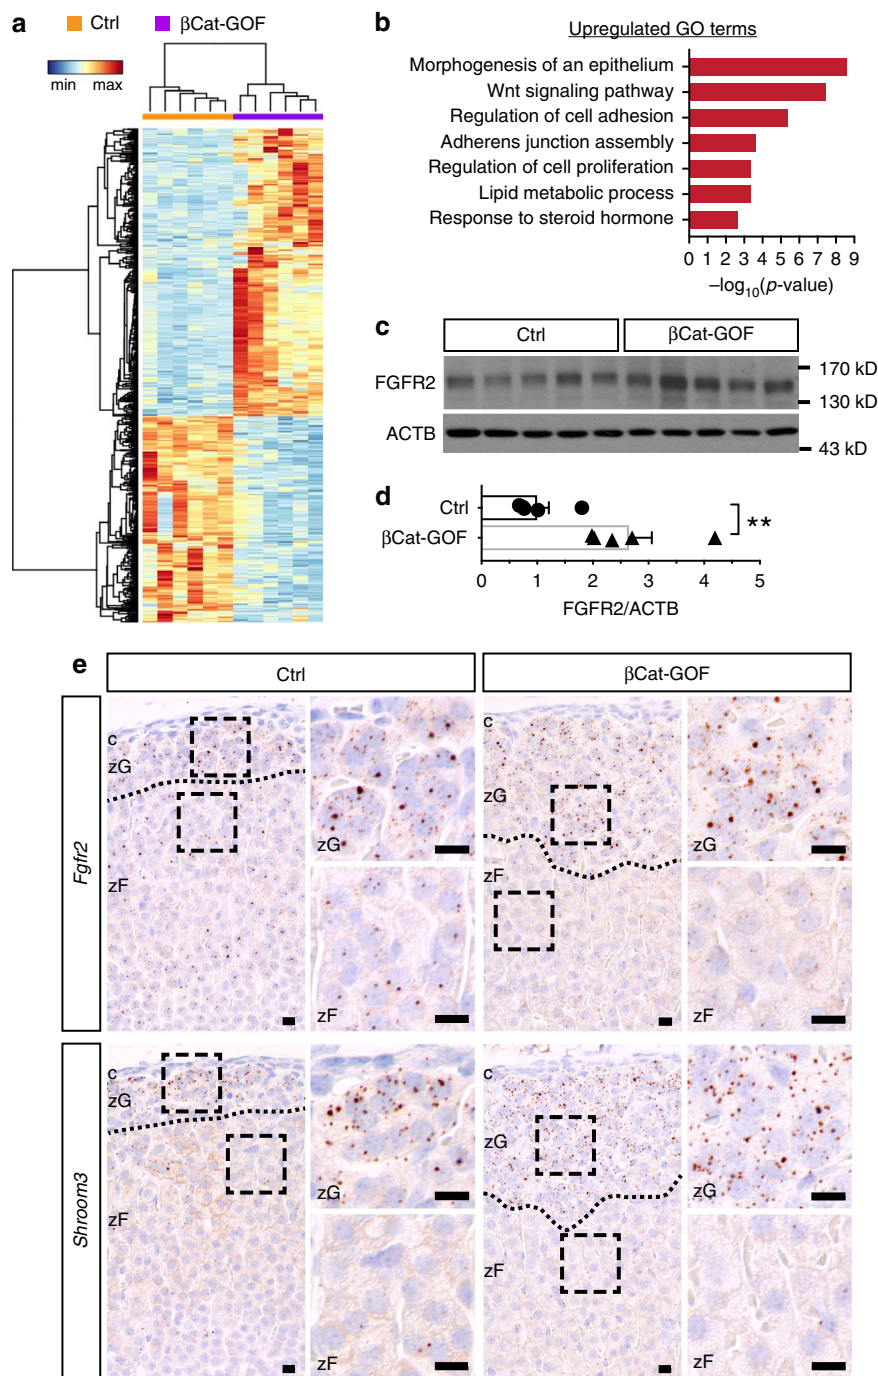 a
Ctrl
βCat-GOF
min
max
b
Upregulated GO terms
Morphogenesis of an epithelium
Wnt signaling pathway
Regulation of cell adhesion
Adherens junction assembly
Regulation of cell proliferation
Lipid metabolic process
Response to steroid hormone
0 1 2 3 4 5 6 7 8 9
–log10(p-value)
c
Ctrl
βCat-GOF
FGFR2
170 kD
130 kD
ACTB
43 kD
d
Ctrl
βCat-GOF
**
0 1 2 3 4 5
FGFR2/ACTB
e
Ctrl
βCat-GOF
Fgfr2
c
zG
zF
zG
zF
c
zG
zF
zG
zF
Shroom3
c
zG
zF
zG
zF
c
zG
zF
zG
zF